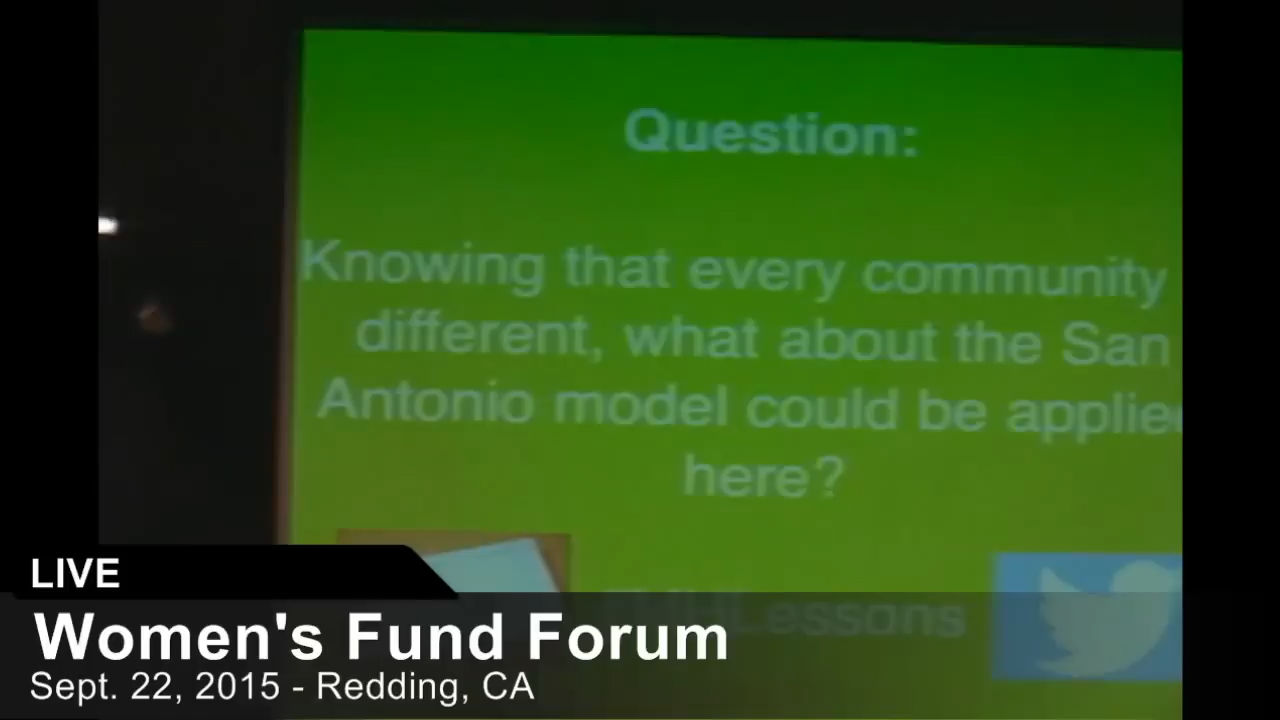 Question:
Knowing that every community
different, what about the San
Antonio model could be applie
here?
Lessons
LIVE
Women's Fund Forum
Sept. 22, 2015 - Redding, CA